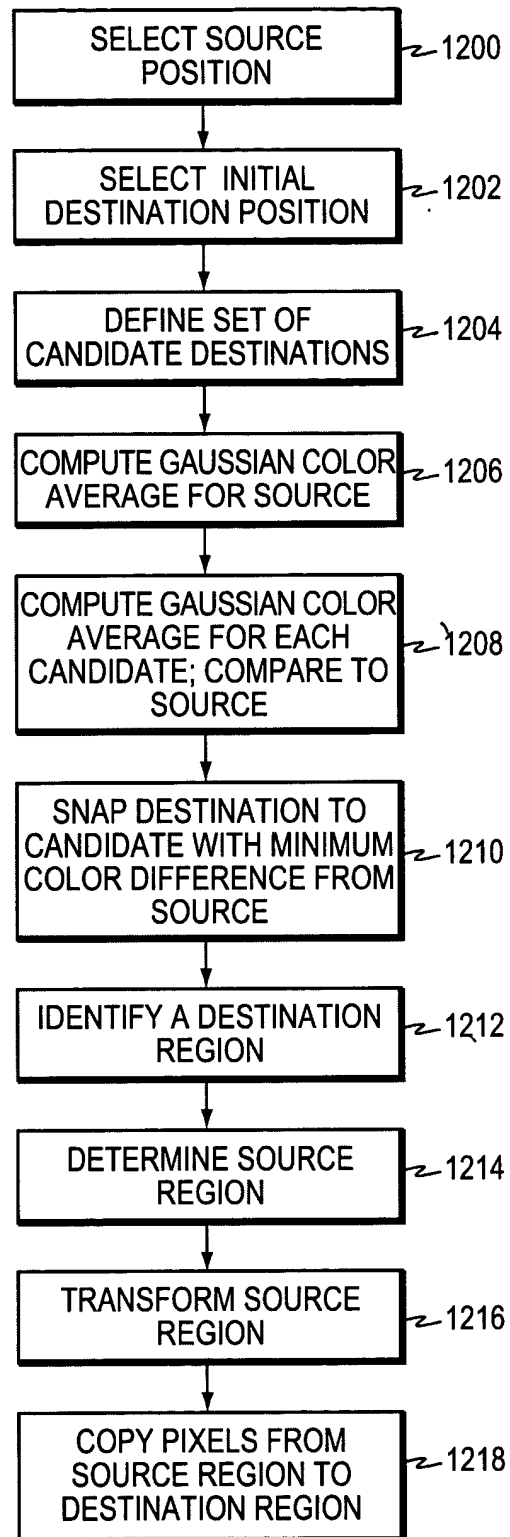 SELECT SOURCE
POSITION
1200
SELECT INITIAL
DESTINATION POSITION
1202
DEFINE SET OF
CANDIDATE DESTINATIONS
1204
COMPUTE GAUSSIAN COLOR
AVERAGE FOR SOURCE
1206
COMPUTE GAUSSIAN COLOR
AVERAGE FOR EACH
CANDIDATE; COMPARE TO
SOURCE
1208
SNAP DESTINATION TO
CANDIDATE WITH MINIMUM
COLOR DIFFERENCE FROM
SOURCE
1210
IDENTIFY A DESTINATION
REGION
1212
DETERMINE SOURCE
REGION
1214
TRANSFORM SOURCE
REGION
1216
COPY PIXELS FROM
SOURCE REGION TO
DESTINATION REGION
1218